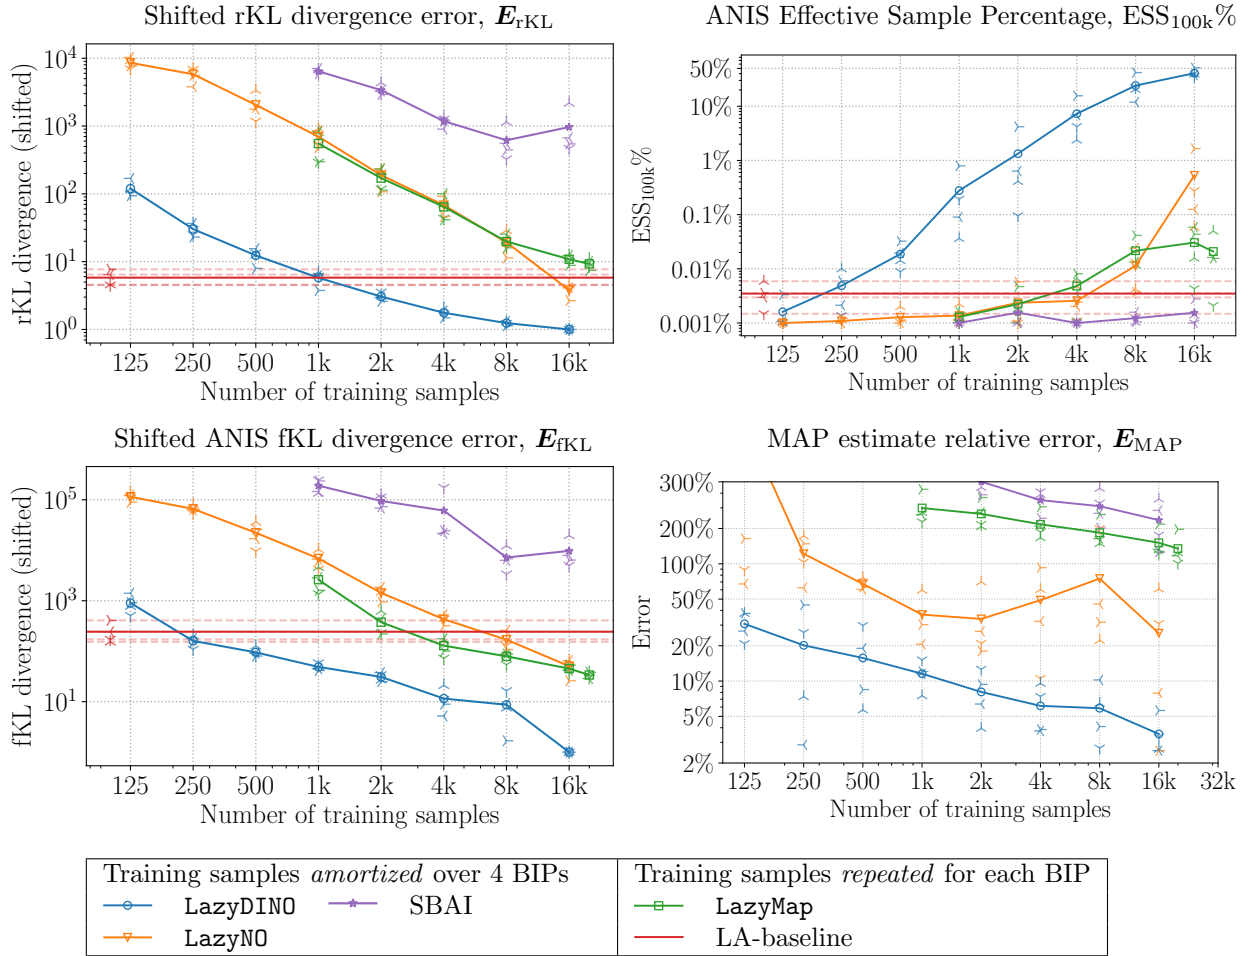 Shifted rKL divergence error, E_rKL
rKL divergence (shifted)
10^4
10^3
10^2
10^1
10^0
125 250 500 1k 2k 4k 8k 16k
Number of training samples
ANIS Effective Sample Percentage, ESS_100k%
ESS_100k%
50%
10%
1%
0.1%
0.01%
0.001%
125 250 500 1k 2k 4k 8k 16k
Number of training samples
Shifted ANIS fKL divergence error, E_fKL
fKL divergence (shifted)
10^5
10^3
10^1
125 250 500 1k 2k 4k 8k 16k
Number of training samples
MAP estimate relative error, E_MAP
Error
300%
200%
100%
50%
20%
10%
5%
2%
125 250 500 1k 2k 4k 8k 16k 32k
Number of training samples
Training samples amortized over 4 BIPs
LazyDINO SBAI
LazyNO
Training samples repeated for each BIP
LazyMap
LA-baseline